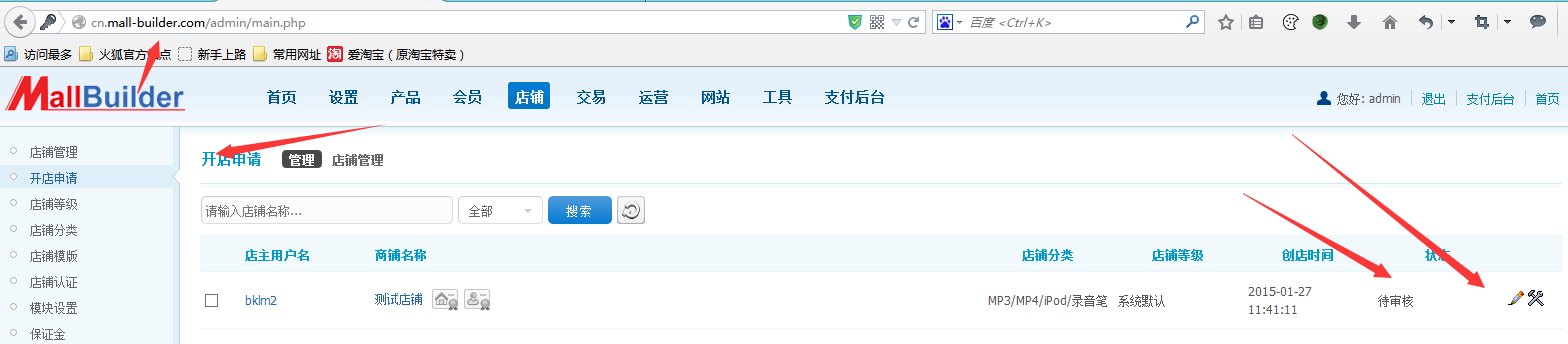 cn.mall-builder.com/admin/main.php
百度 <Ctrl+K>
访问最多 火狐官方 点 新手上路 常用网址 淘 爱淘宝（原淘宝特卖）
MallBuilder
首页 设置 产品 会员 店铺 交易 运营 网站 工具 支付后台
您好: admin 退出 支付后台 首页
店铺管理
开店申请
店铺等级
店铺分类
店铺模版
店铺认证
模块设置
保证金
开店申请 管理 店铺管理
请输入店铺名称... 全部 搜索
店主用户名 商铺名称 店铺分类 店铺等级 创店时间 状态
bklm2 测试店铺 MP3/MP4/iPod/录音笔 系统默认 2015-01-27 待审核
11:41:11